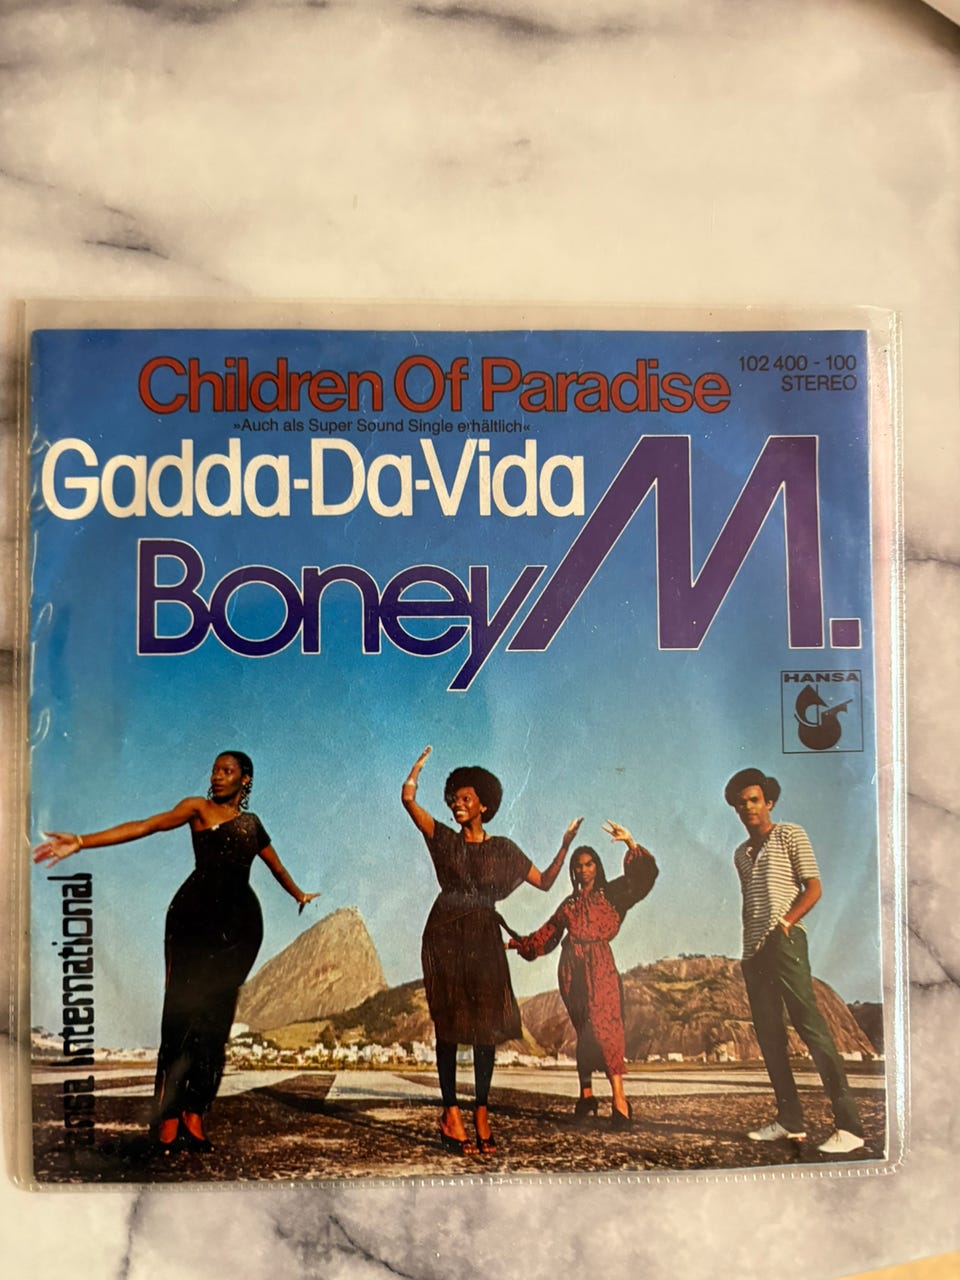 Children Of Paradise
102 400 - 100
STEREO
»Auch als Super Sound Single erhältlich«
Gadda-Da-Vida
Boney M.
HANSA
Hansa International